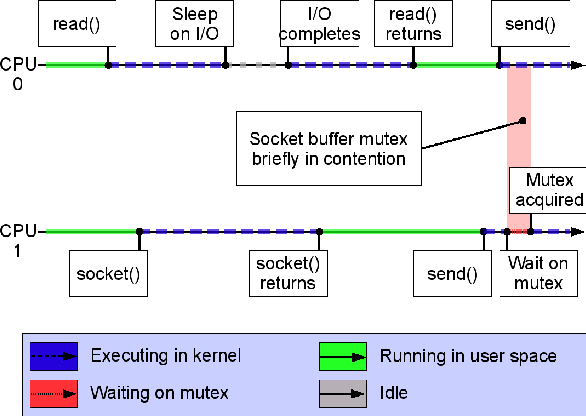 read()
Sleep
on I/O
I/O
completes
read()
returns
send()
CPU
0
Socket buffer mutex
briefly in contention
Mutex
acquired
CPU
1
socket()
socket()
returns
send()
Wait on
mutex
Executing in kernel
Running in user space
Waiting on mutex
Idle